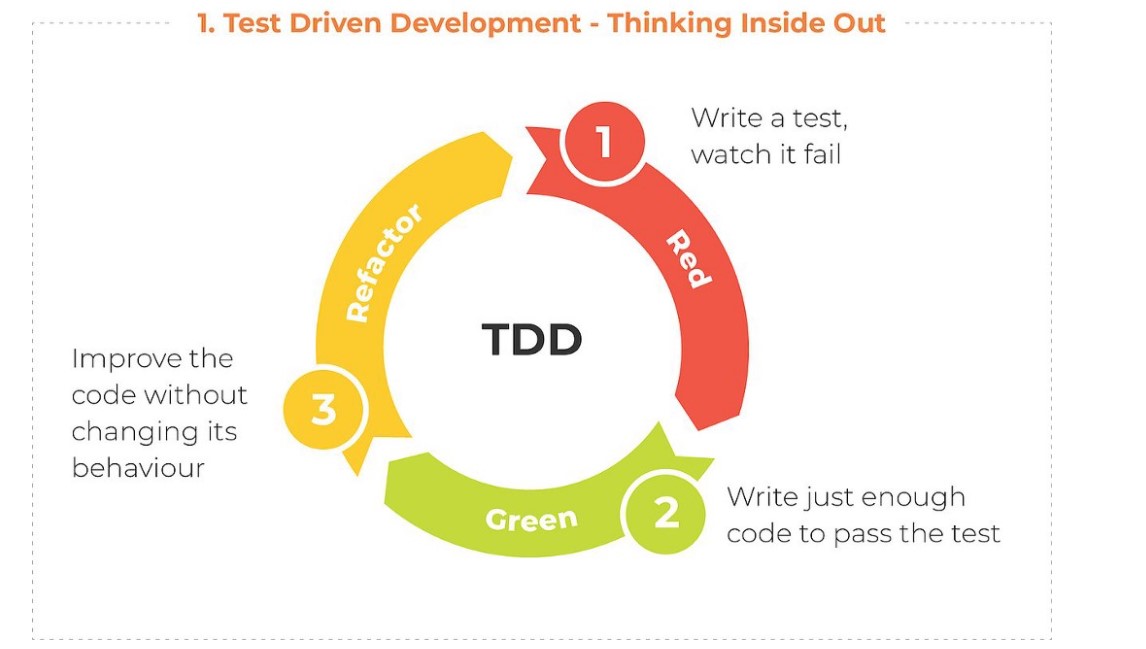 1. Test Driven Development - Thinking Inside Out
1
Write a test,
watch it fail
Red
Refactor
TDD
Improve the
code without
changing its
behaviour
3
2
Write just enough
code to pass the test
Green